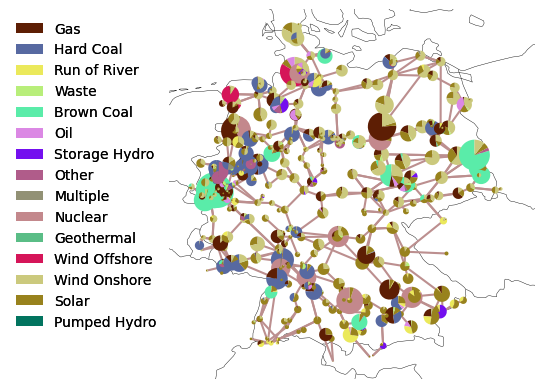 Gas
Hard Coal
Run of River
Waste
Brown Coal
Oil
Storage Hydro
Other
Multiple
Nuclear
Geothermal
Wind Offshore
Wind Onshore
Solar
Pumped Hydro